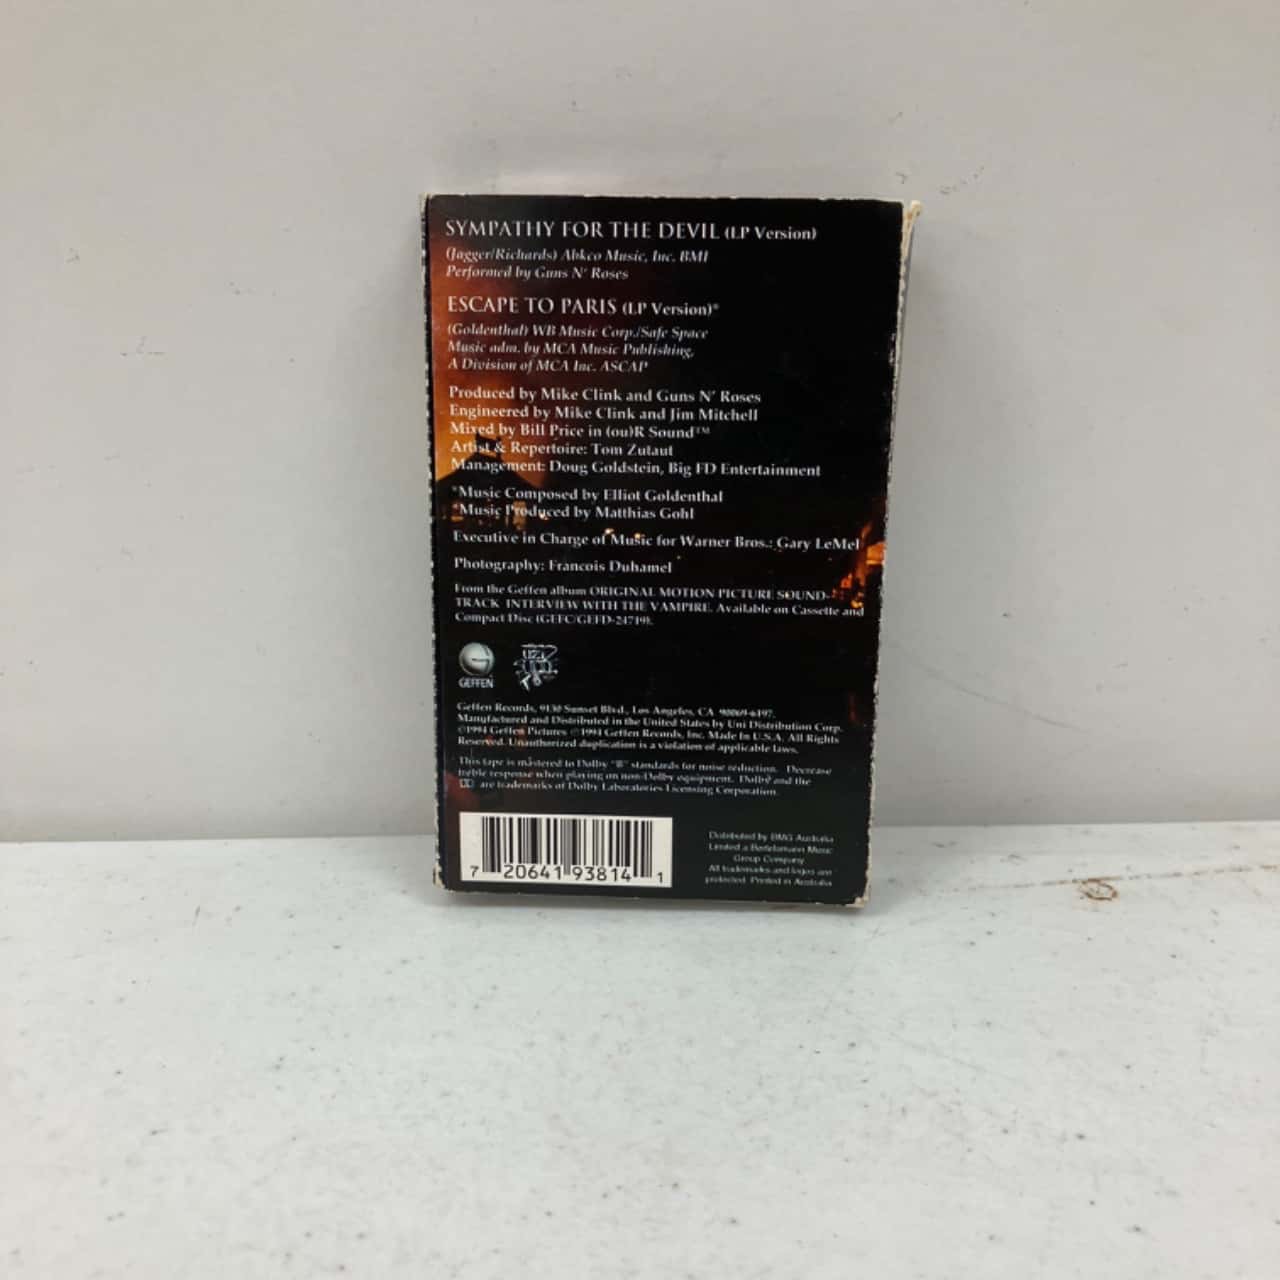 SYMPATHY FOR THE DEVIL (LP Version)
(Jagger/Richards) Abkco Music, Inc. BMI
Performed by Guns N' Roses
ESCAPE TO PARIS (LP Version)*
(Goldenthal) WB Music Corp./Safe Space
Music adm. by MCA Music Publishing,
A Division of MCA Inc. ASCAP
Produced by Mike Clink and Guns N' Roses
Engineered by Mike Clink and Jim Mitchell
Mixed by Bill Price in (ou)R Sound™
Artist & Repertoire: Tom Zutaut
Management: Doug Goldstein, Big FD Entertainment
*Music Composed by Elliot Goldenthal
*Music Produced by Matthias Gohl
Executive in Charge of Music for Warner Bros.: Gary LeMel
Photography: Francois Duhamel
From the Geffen album ORIGINAL MOTION PICTURE SOUND-
TRACK INTERVIEW WITH THE VAMPIRE. Available on Cassette and
Compact Disc (GEFC/GEFD-24719).
GEFFEN
Geffen Records, 9130 Sunset Blvd., Los Angeles, CA 90069-6197.
Manufactured and Distributed in the United States by Uni Distribution Corp.
©1994 Geffen Pictures ℗1994 Geffen Records, Inc. Made In U.S.A. All Rights
Reserved. Unauthorized duplication is a violation of applicable laws.
This tape is mastered to Dolby "B" standards for noise reduction. Decrease
treble response when playing on non-Dolby equipment. Dolby and the
are trademarks of Dolby Laboratories Licensing Corporation.
7 20641 93814 1
Distributed by BMG Australia
Limited a Bertelsmann Music
Group Company
All trademarks and logos are
protected. Printed in Australia